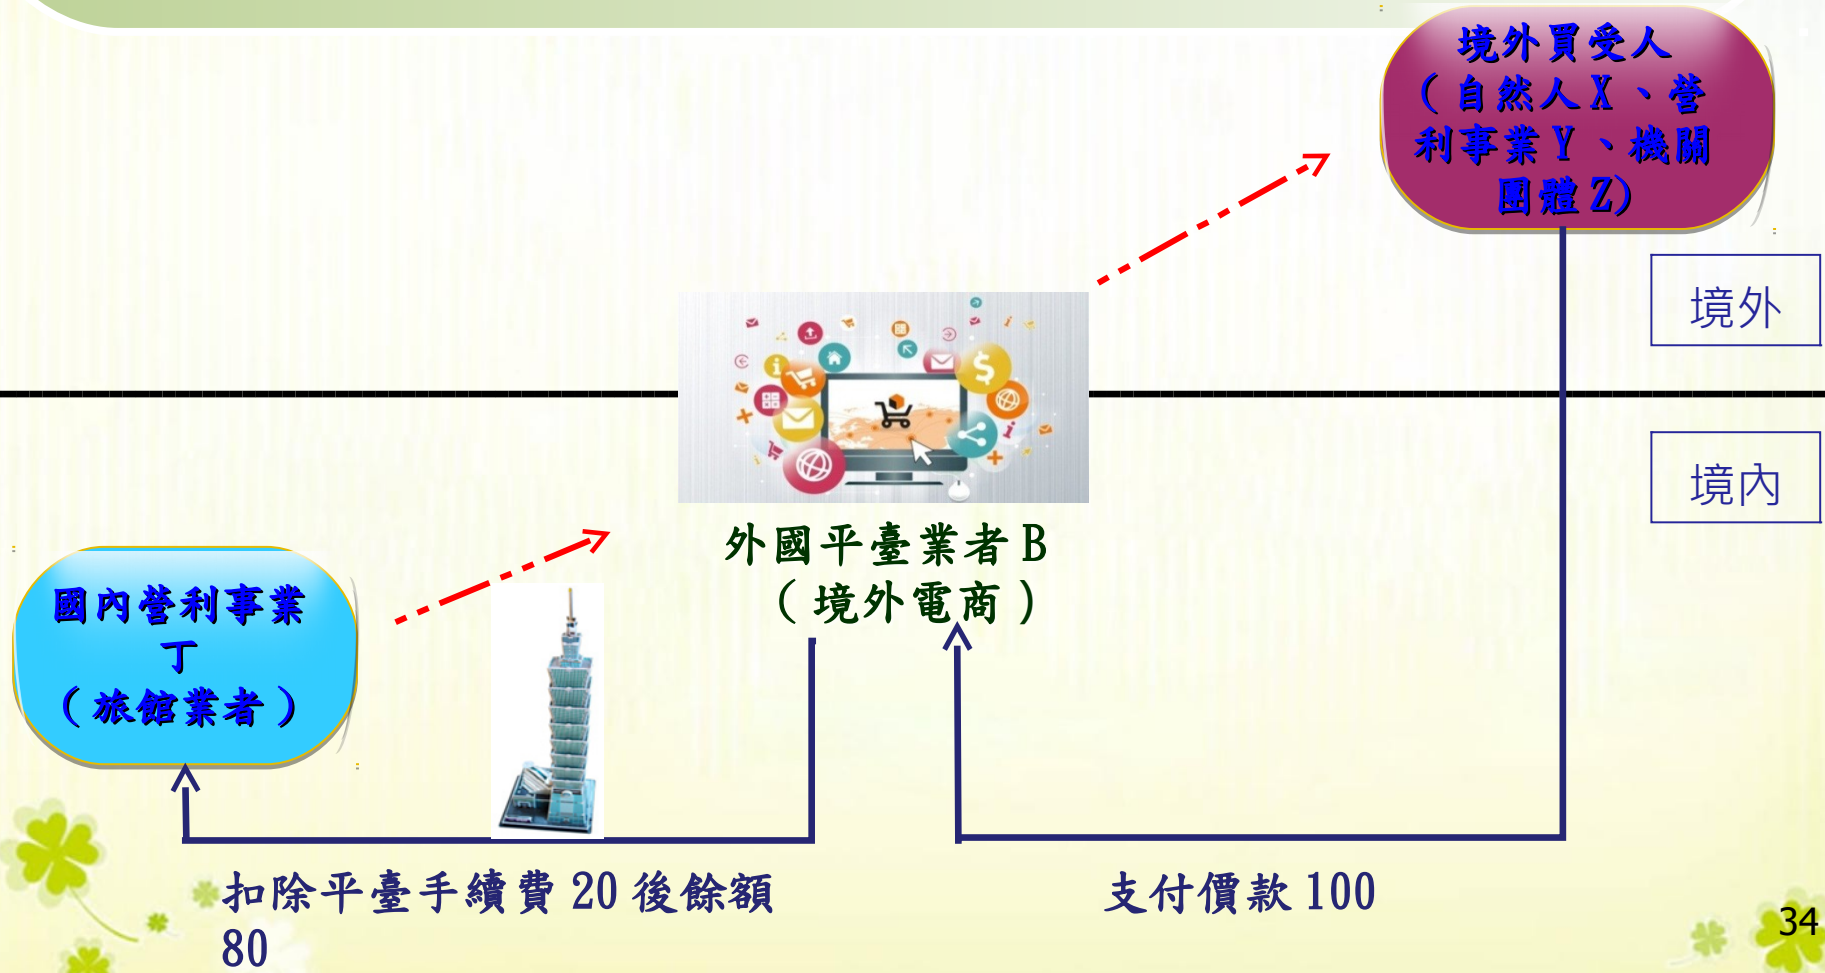 境外買受人
（自然人X、營
利事業Y、機關
團體Z)
境外
境內
外國平臺業者B
（境外電商）
國內營利事業
丁
（旅館業者）
扣除平臺手續費20後餘額
80
支付價款100
34